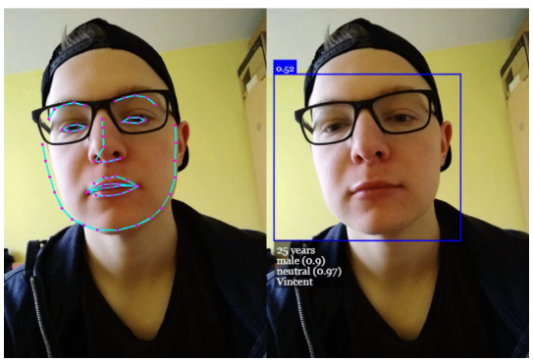 0.52
25 years
male (0.9)
neutral (0.97)
Vincent